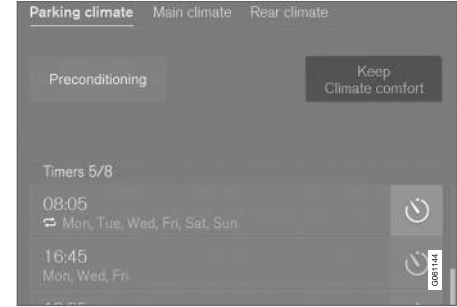 Parking climate Main climate Rear climate
Preconditioning
Keep
Climate comfort
Timers 5/8
08:05
Mon, Tue, Wed, Fri, Sat, Sun
16:45
Mon, Wed, Fri
G061144